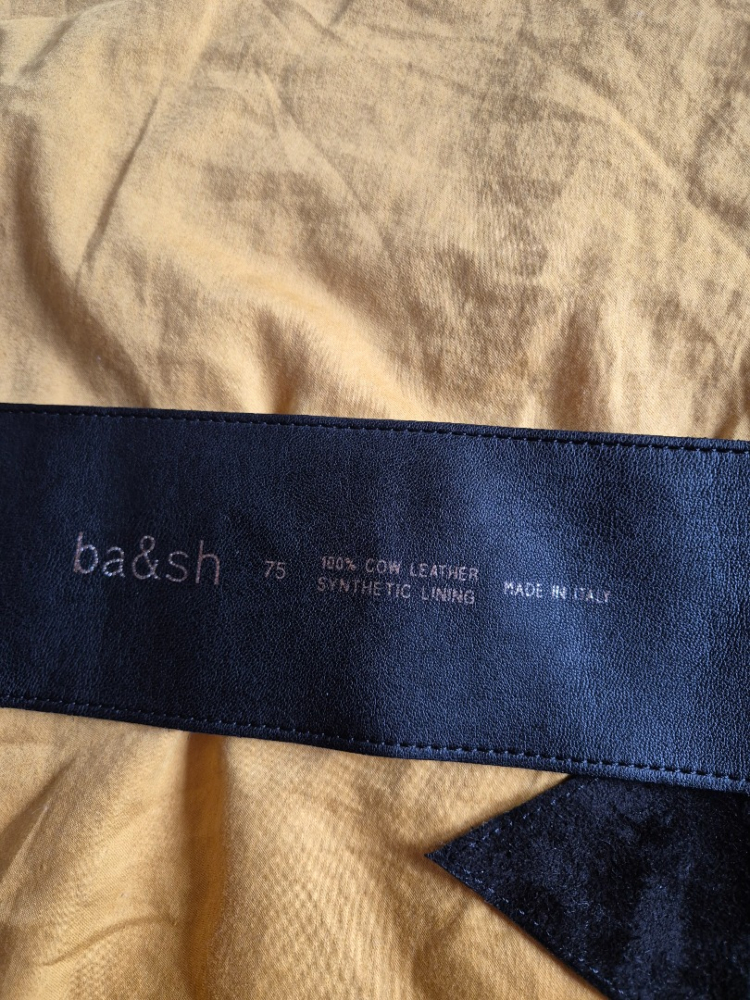 ba&sh 75 100% COW LEATHER
SYNTHETIC LINING MADE IN ITALY